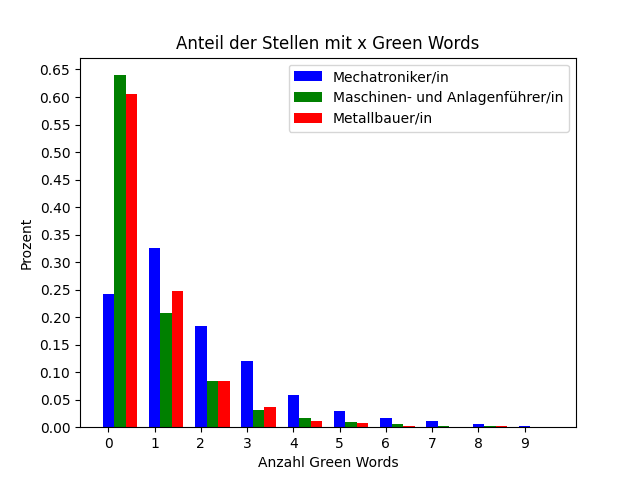 Anteil der Stellen mit x Green Words
Mechatroniker/in
Maschinen- und Anlagenführer/in
Metallbauer/in
Prozent
0.65
0.60
0.55
0.50
0.45
0.40
0.35
0.30
0.25
0.20
0.15
0.10
0.05
0.00
0 1 2 3 4 5 6 7 8 9
Anzahl Green Words